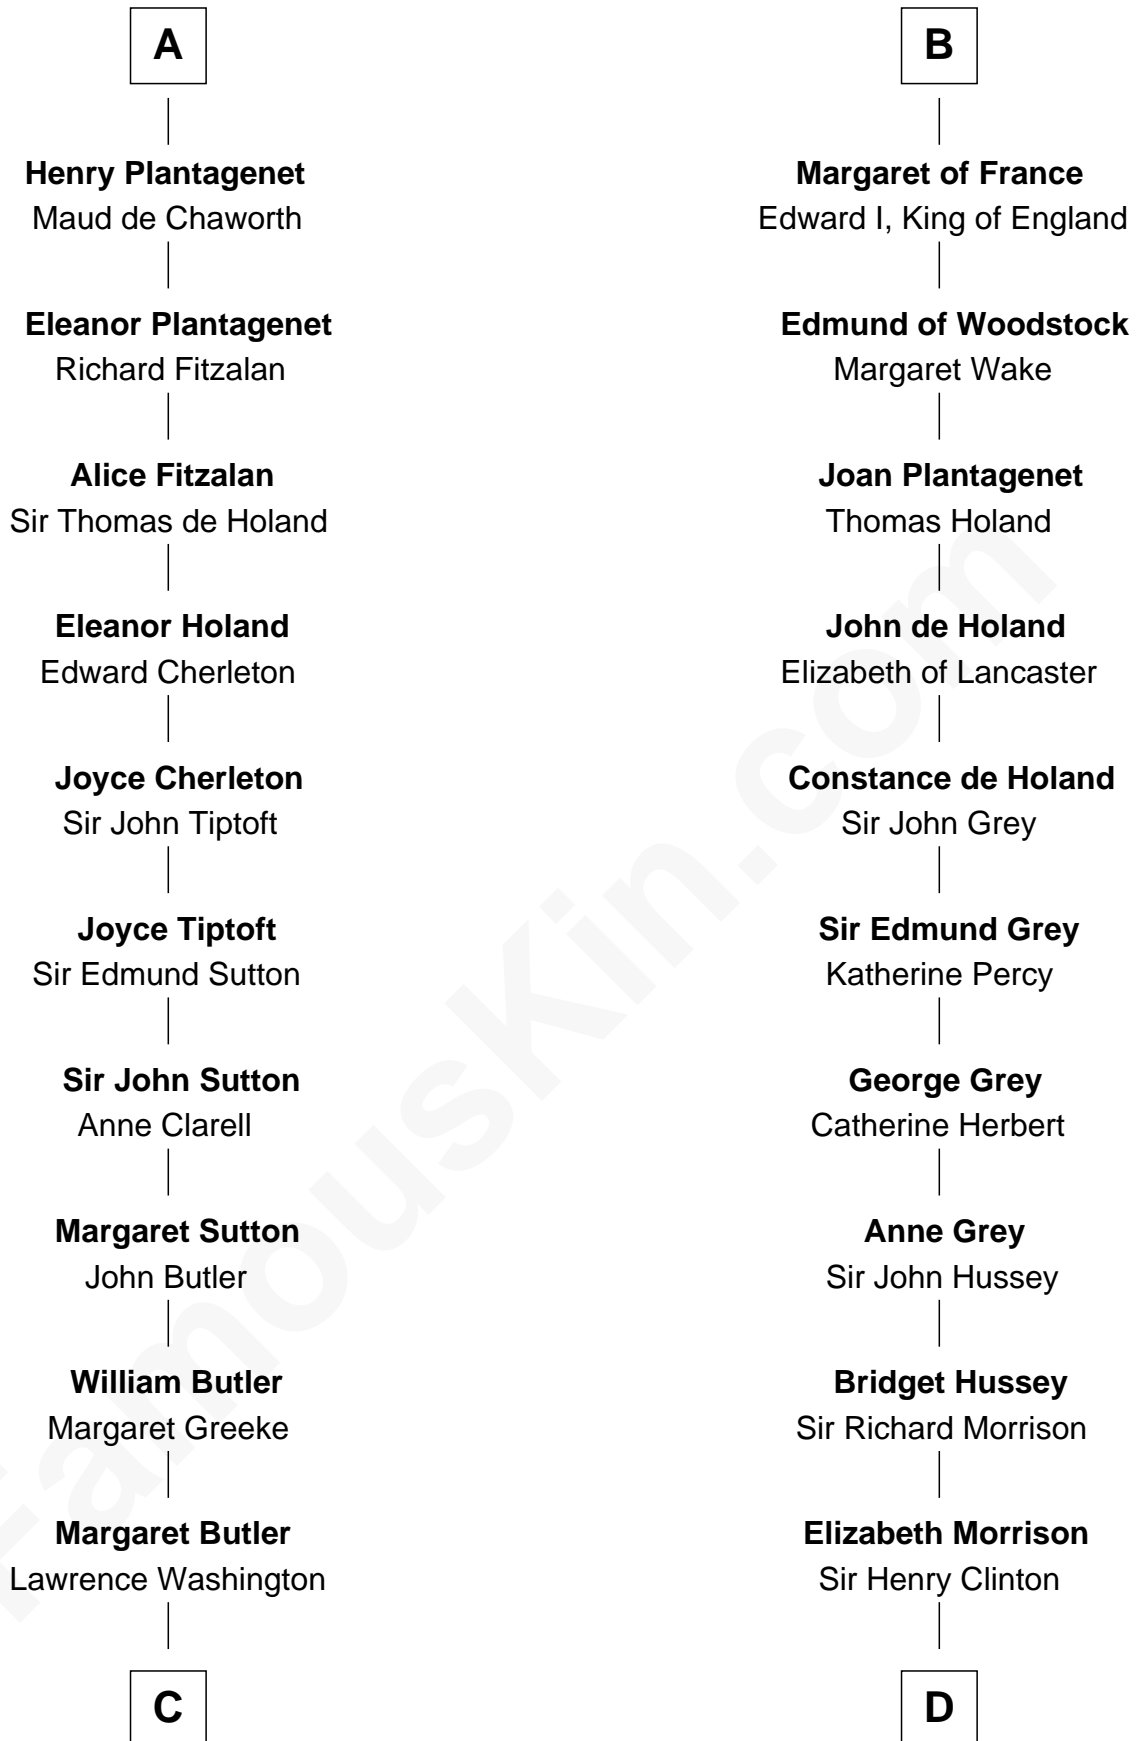 A
Henry Plantagenet
Maud de Chaworth
Eleanor Plantagenet
Richard Fitzalan
Alice Fitzalan
Sir Thomas de Holand
Eleanor Holand
Edward Cherleton
Joyce Cherleton
Sir John Tiptoft
Joyce Tiptoft
Sir Edmund Sutton
Sir John Sutton
Anne Clarell
Margaret Sutton
John Butler
William Butler
Margaret Greeke
Margaret Butler
Lawrence Washington
C
B
Margaret of France
Edward I, King of England
Edmund of Woodstock
Margaret Wake
Joan Plantagenet
Thomas Holand
John de Holand
Elizabeth of Lancaster
Constance de Holand
Sir John Grey
Sir Edmund Grey
Katherine Percy
George Grey
Catherine Herbert
Anne Grey
Sir John Hussey
Bridget Hussey
Sir Richard Morrison
Elizabeth Morrison
Sir Henry Clinton
D
FamousKin.com